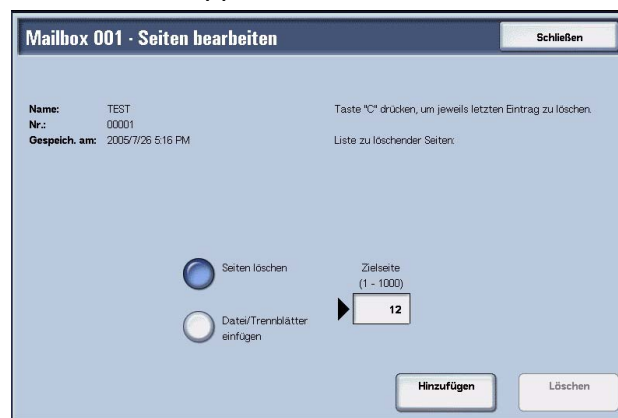 Mailbox 001 - Seiten bearbeiten
Schließen
Name: TEST
Taste "C" drücken, um jeweils letzten Eintrag zu löschen.
Nr.: 00001
Gespeich. am: 2005/7/26 5:16 PM
Liste zu löschender Seiten:
Seiten löschen
Zielseite
(1 - 1000)
12
Datei/Trennblätter
einfügen
Hinzufügen
Löschen